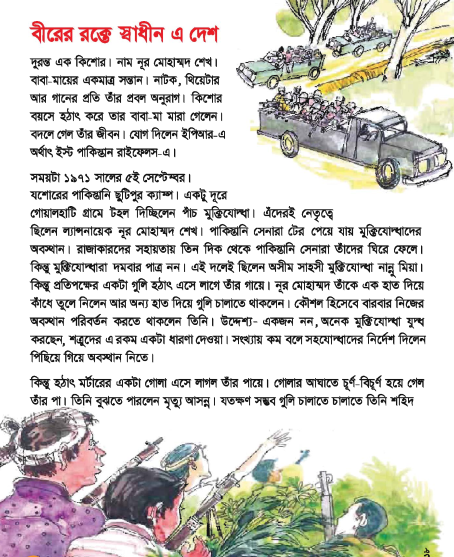 বীরের রক্তে স্বাধীন এ দেশ
দুরন্ত এক কিশোর। নাম নূর মোহাম্মদ শেখ।
বাবা-মায়ের একমাত্র সন্তান। নাটক, থিয়েটার
আর গানের প্রতি তাঁর প্রবল অনুরাগ। কিশোর
বয়সে হঠাৎ করে তার বাবা-মা মারা গেলেন।
বদলে গেল তাঁর জীবন। যোগ দিলেন ইপিআর-এ
অর্থাৎ ইস্ট পাকিস্তান রাইফেলস-এ।
সময়টা ১৯৭১ সালের ৫ই সেপ্টেম্বর।
যশোরের পাকিস্তানি ছুটিপুর ক্যাম্প। একটু দূরে
গোয়ালহাটি গ্রামে টহল দিচ্ছিলেন পাঁচ মুক্তিযোদ্ধা। এঁদেরই নেতৃত্বে
ছিলেন ল্যান্সনায়েক নূর মোহাম্মদ শেখ। পাকিস্তানি সেনারা টের পেয়ে যায় মুক্তিযোদ্ধাদের
অবস্থান। রাজাকারদের সহায়তায় তিন দিক থেকে পাকিস্তানি সেনারা তাঁদের ঘিরে ফেলে।
কিন্তু মুক্তিযোদ্ধারা দমবার পাত্র নন। এই দলেই ছিলেন অসীম সাহসী মুক্তিযোদ্ধা নান্নু মিয়া।
কিন্তু প্রতিপক্ষের একটা গুলি হঠাৎ এসে লাগে তাঁর গায়ে। নূর মোহাম্মদ তাঁকে এক হাত দিয়ে
কাঁধে তুলে নিলেন আর অন্য হাত দিয়ে গুলি চালাতে থাকলেন। কৌশল হিসেবে বারবার নিজের
অবস্থান পরিবর্তন করতে থাকলেন তিনি। উদ্দেশ্য- একজন নন, অনেক মুক্তিযোদ্ধা যুদ্ধ
করছেন, শত্রুদের এ রকম একটা ধারণা দেওয়া। সংখ্যায় কম বলে সহযোদ্ধাদের নির্দেশ দিলেন
পিছিয়ে গিয়ে অবস্থান নিতে।
কিন্তু হঠাৎ মর্টারের একটা গোলা এসে লাগল তাঁর পায়ে। গোলার আঘাতে চূর্ণ-বিচূর্ণ হয়ে গেল
তাঁর পা। তিনি বুঝতে পারলেন মৃত্যু আসন্ন। যতক্ষণ সম্ভব গুলি চালাতে চালাতে তিনি শহিদ